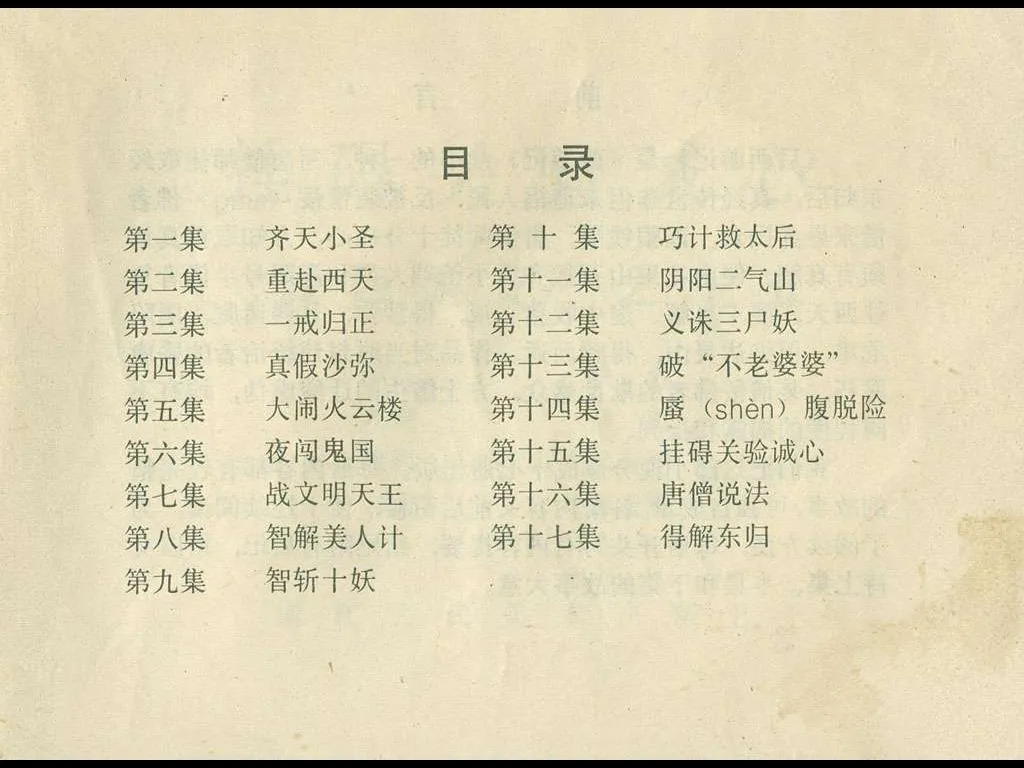 目 录
第一集 齐天小圣
第二集 重赴西天
第三集 一戒归正
第四集 真假沙弥
第五集 大闹火云楼
第六集 夜闯鬼国
第七集 战文明天王
第八集 智解美人计
第九集 智斩十妖
第十集 巧计救太后
第十一集 阴阳二气山
第十二集 义诛三尸妖
第十三集 破“不老婆婆”
第十四集 蜃（shèn）腹脱险
第十五集 挂碍关验诚心
第十六集 唐僧说法
第十七集 得解东归